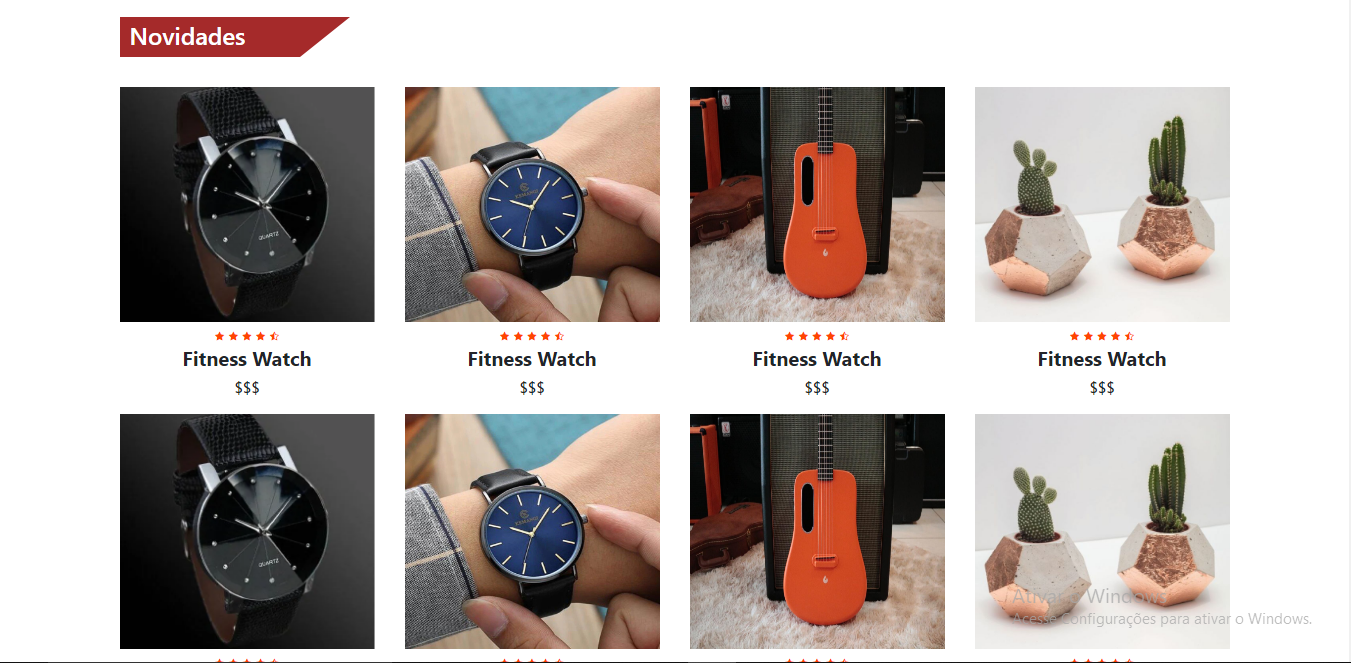 Novidades
QUARTZ
Fitness Watch
Fitness Watch
Fitness Watch
Fitness Watch
$$$
$$$
$$$
$$$
QUARTZ
Ativar o Windows
Acesse Configurações para ativar o Windows.